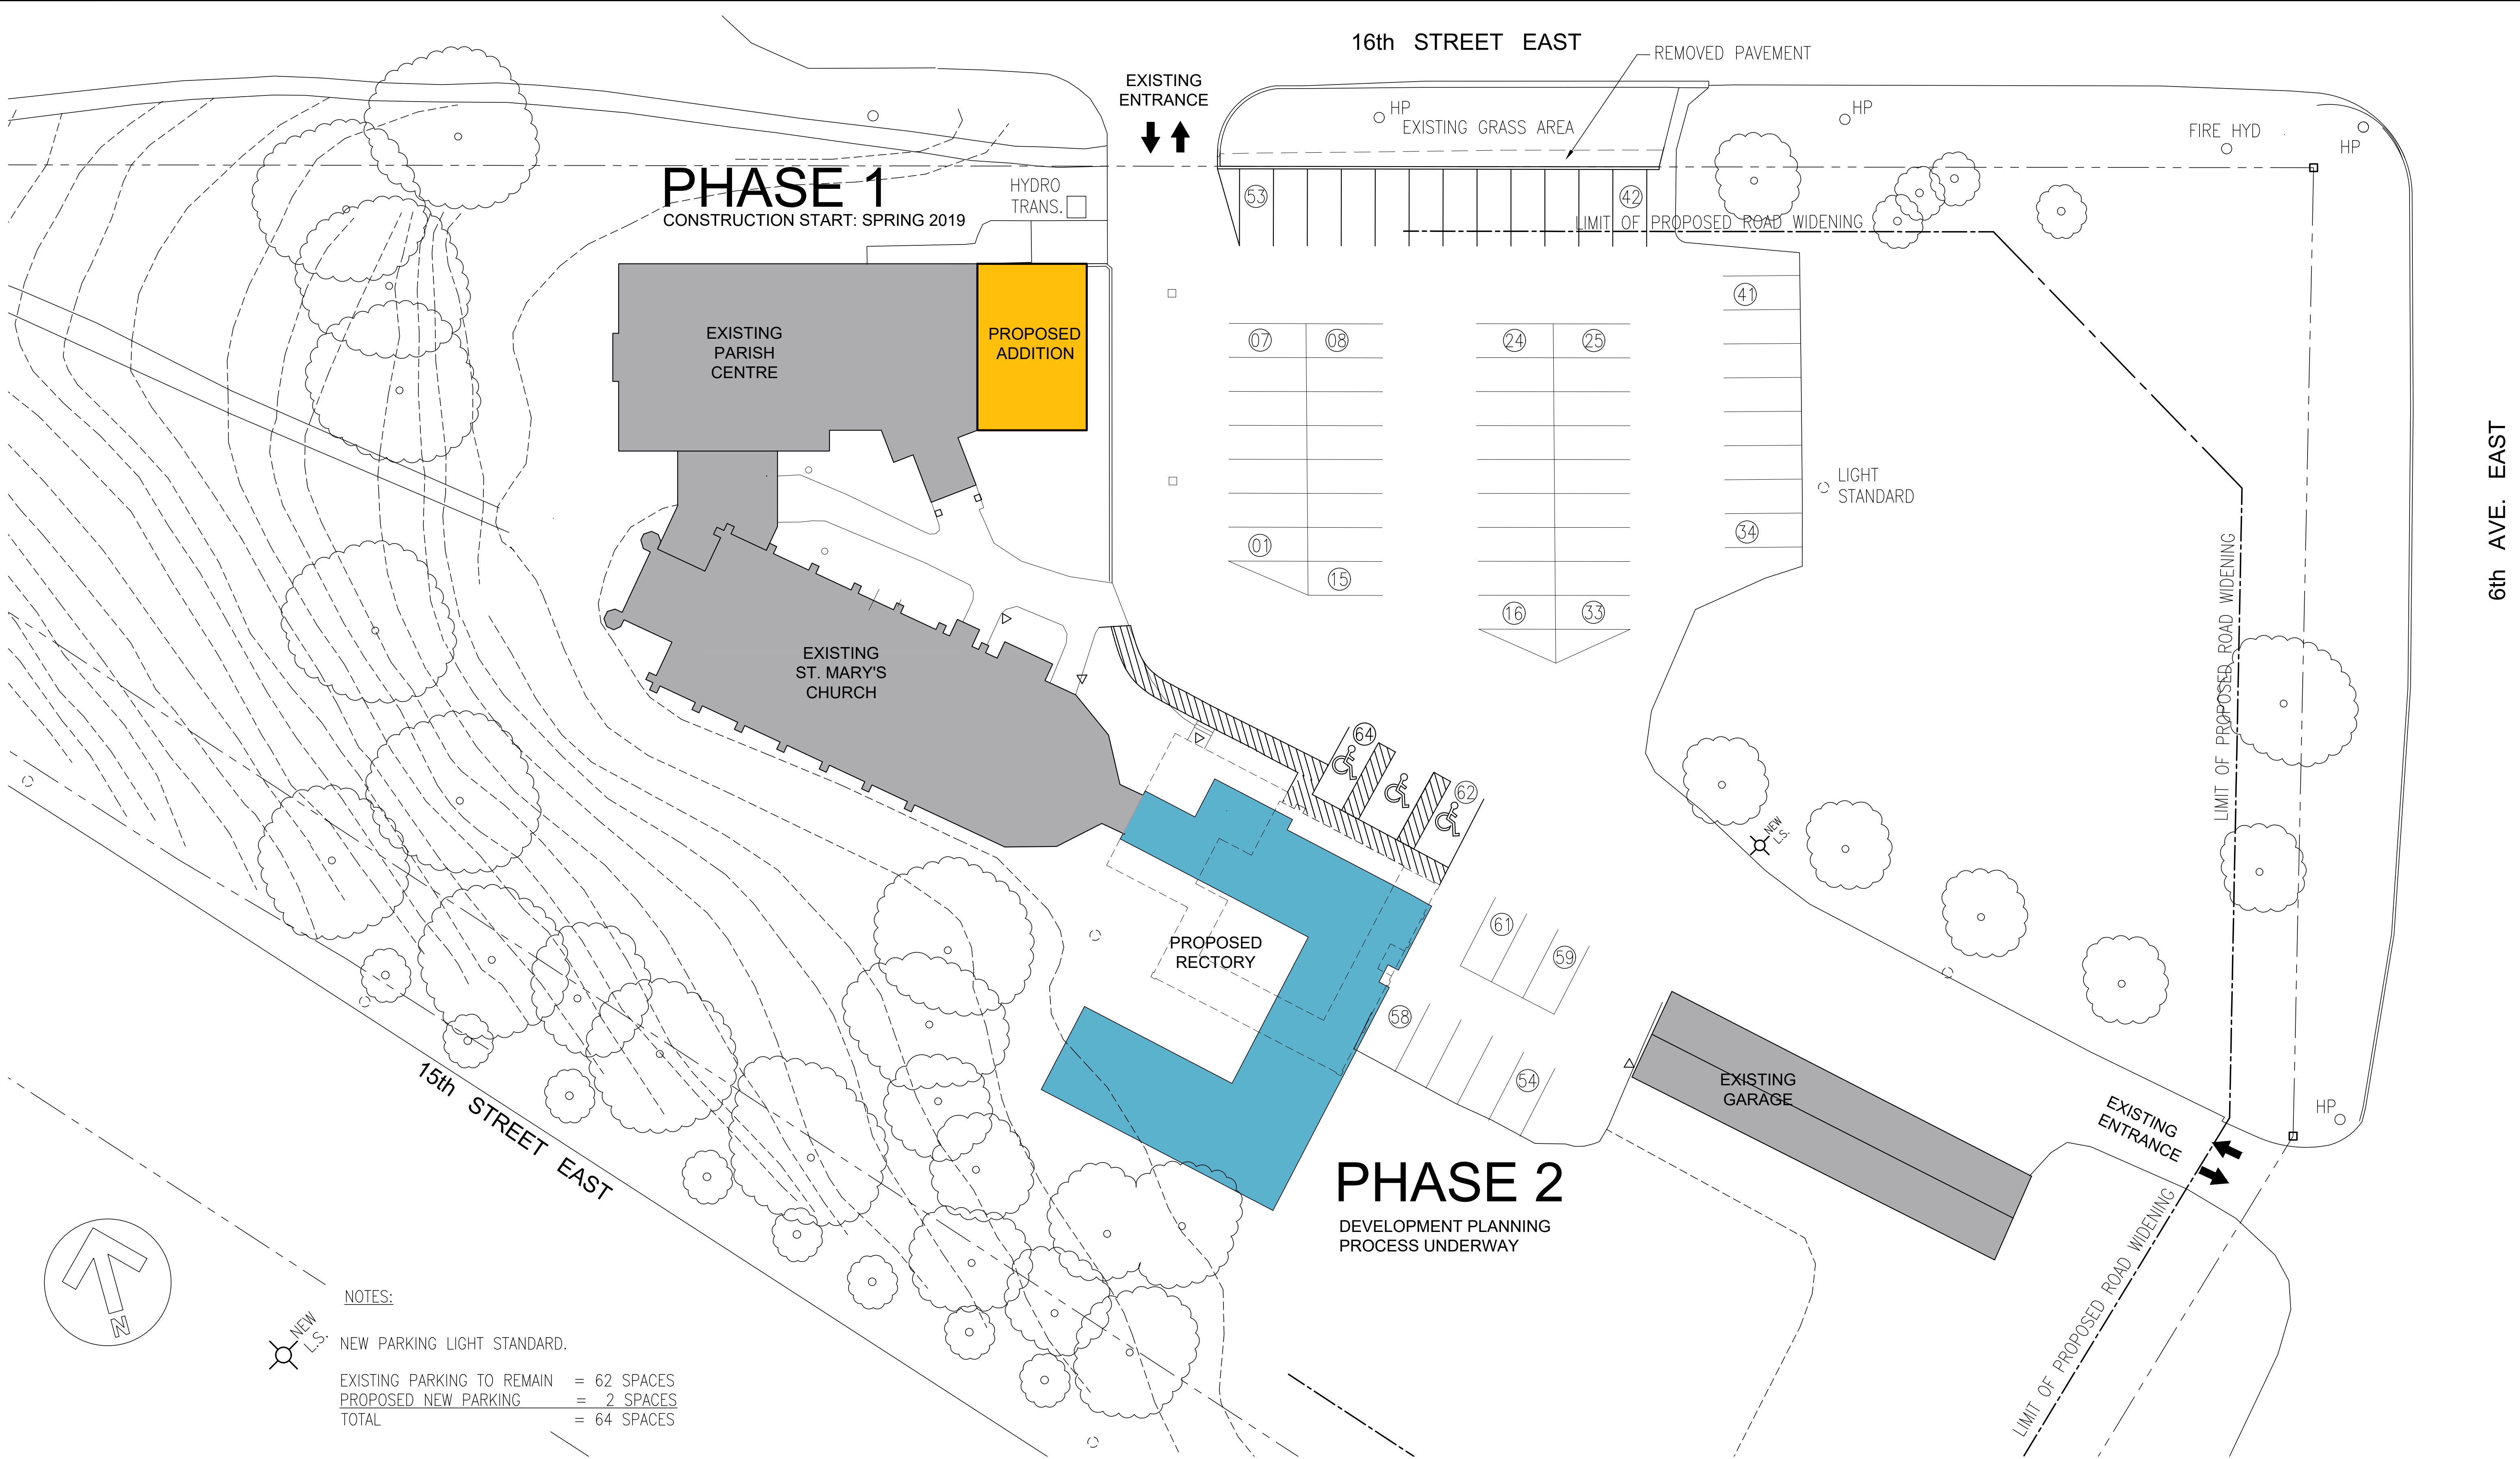 16th STREET EAST
REMOVED PAVEMENT
EXISTING
ENTRANCE
HP
EXISTING GRASS AREA
HP
FIRE HYD
HP
PHASE 1
CONSTRUCTION START: SPRING 2019
HYDRO
TRANS.
53
42
LIMIT OF PROPOSED ROAD WIDENING
41
EXISTING
PARISH
CENTRE
PROPOSED
ADDITION
07
08
24
25
LIGHT
STANDARD
6th AVE. EAST
34
01
15
16
33
LIMIT OF PROPOSED ROAD WIDENING
EXISTING
ST. MARY'S
CHURCH
64
62
NEW
L.S.
61
59
PROPOSED
RECTORY
58
54
EXISTING
GARAGE
EXISTING
ENTRANCE
HP
15th STREET EAST
PHASE 2
DEVELOPMENT PLANNING
PROCESS UNDERWAY
LIMIT OF PROPOSED ROAD WIDENING
N
NOTES:
NEW
L.S.
NEW PARKING LIGHT STANDARD.
EXISTING PARKING TO REMAIN = 62 SPACES
PROPOSED NEW PARKING = 2 SPACES
TOTAL = 64 SPACES